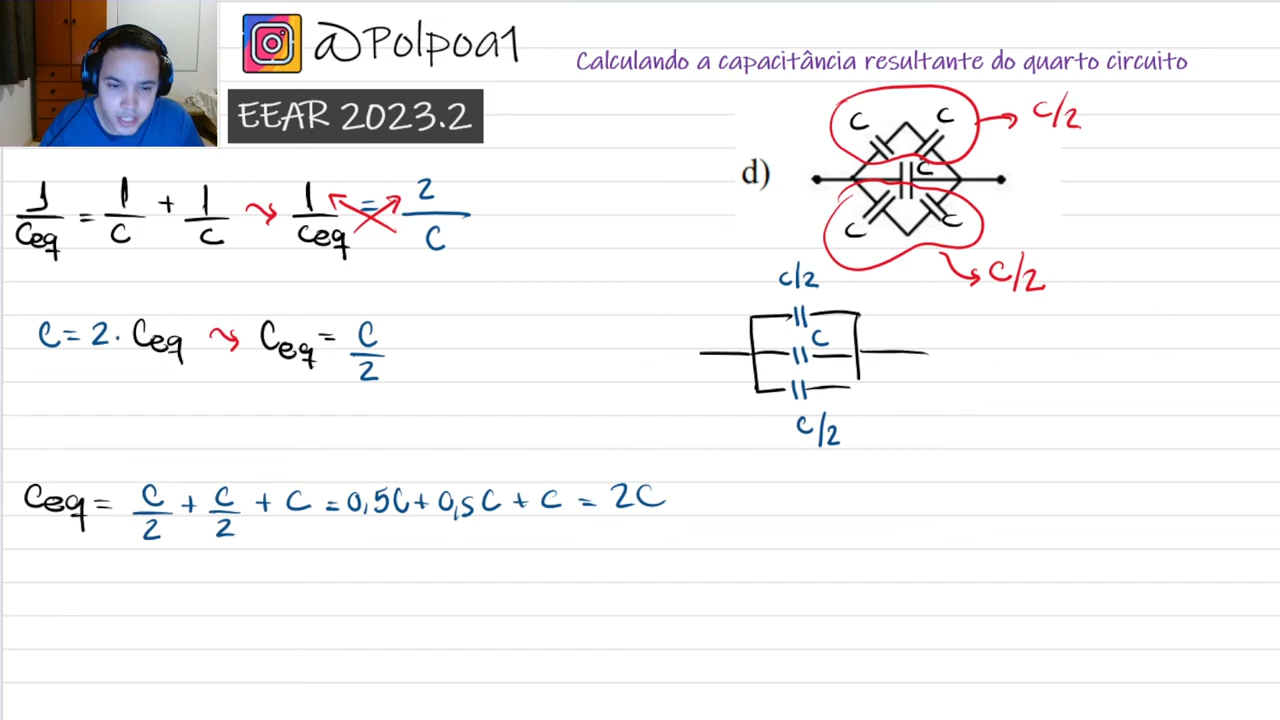 @Polpoa1
Calculando a capacitância resultante do quarto circuito
EEAR 2023.2
d)
C C → C/2
C
C C → C/2
1/Ceq = 1/C + 1/C ⇝ 1/Ceq = 2/C
C = 2 · Ceq ⇝ Ceq = C/2
C/2
C
C/2
Ceq = C/2 + C/2 + C = 0,5C + 0,5C + C = 2C